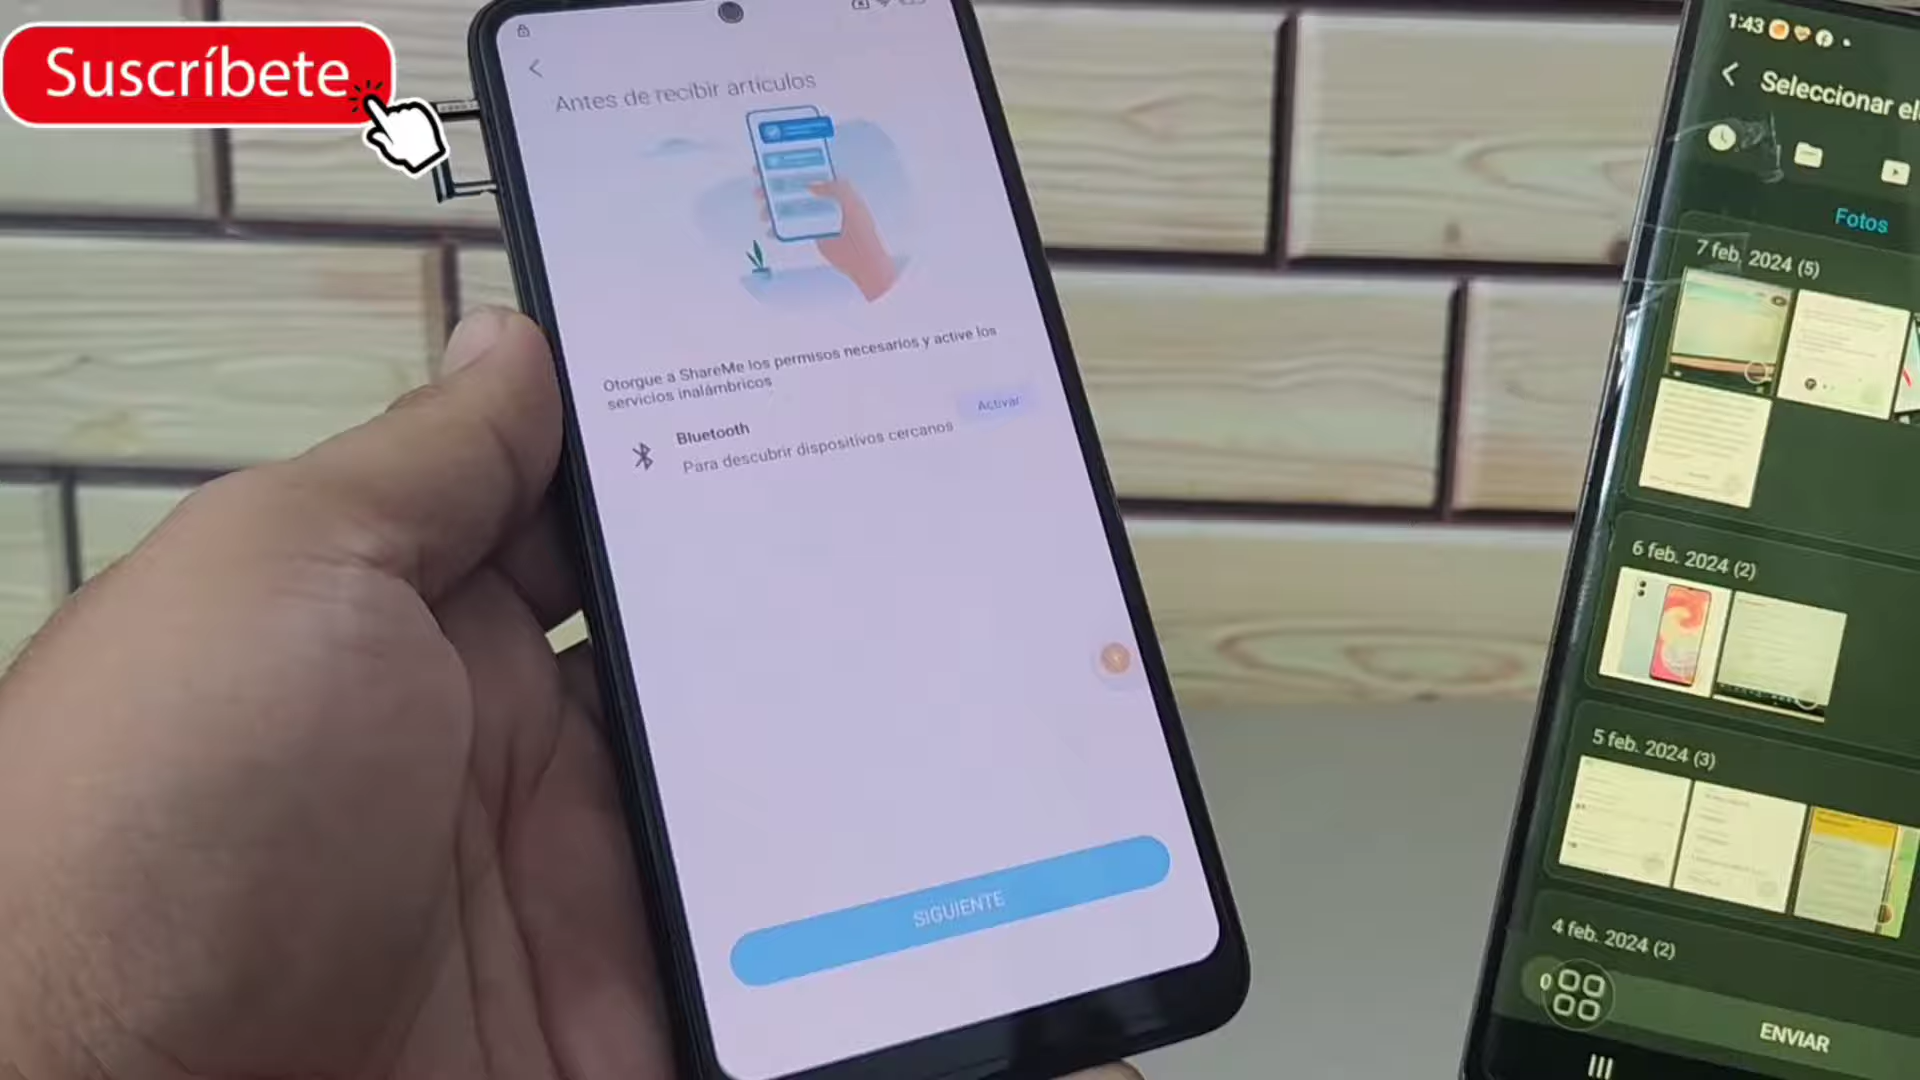 Suscríbete
Antes de recibir artículos
Otorgue a ShareMe los permisos necesarios y active los
servicios inalámbricos
Bluetooth
Activar
Para descubrir dispositivos cercanos
SIGUIENTE
1:43
Seleccionar el
Fotos
7 feb. 2024 (5)
6 feb. 2024 (2)
5 feb. 2024 (3)
4 feb. 2024 (2)
0
ENVIAR